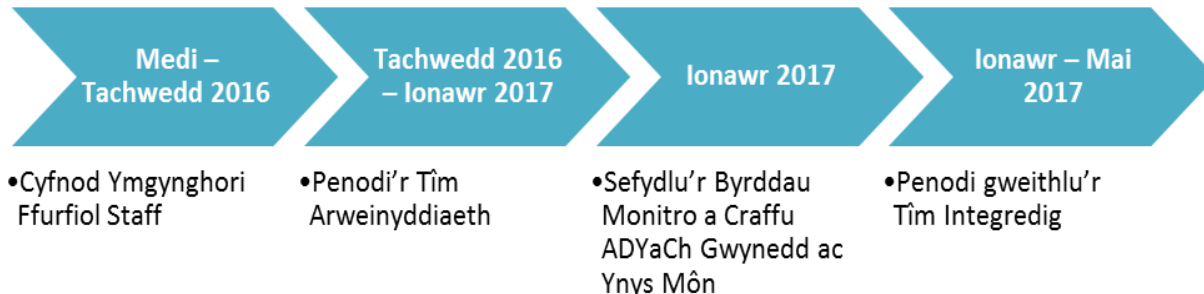 Medi –
Tachwedd 2016
•Cyfnod Ymgynghori
Ffurfiol Staff
Tachwedd 2016
– Ionawr 2017
•Penodi'r Tîm
Arweinyddiaeth
Ionawr 2017
•Sefydlu'r Byrddau
Monitro a Craffu
ADYaCh Gwynedd ac
Ynys Môn
Ionawr – Mai
2017
•Penodi gweithlu'r
Tîm Integredig